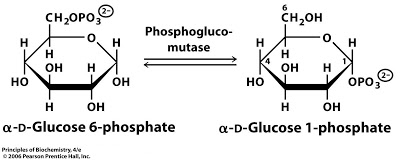 6
CH₂OPO₃ 2−
CH₂OH
Phosphogluco-
mutase
H
O
H
H
OH
H
HO
OH
H
OH
H
O
H
H
4
OH
H
1
HO
OPO₃ 2−
H
OH
α-D-Glucose 6-phosphate
α-D-Glucose 1-phosphate
Principles of Biochemistry, 4/e
© 2006 Pearson Prentice Hall, Inc.